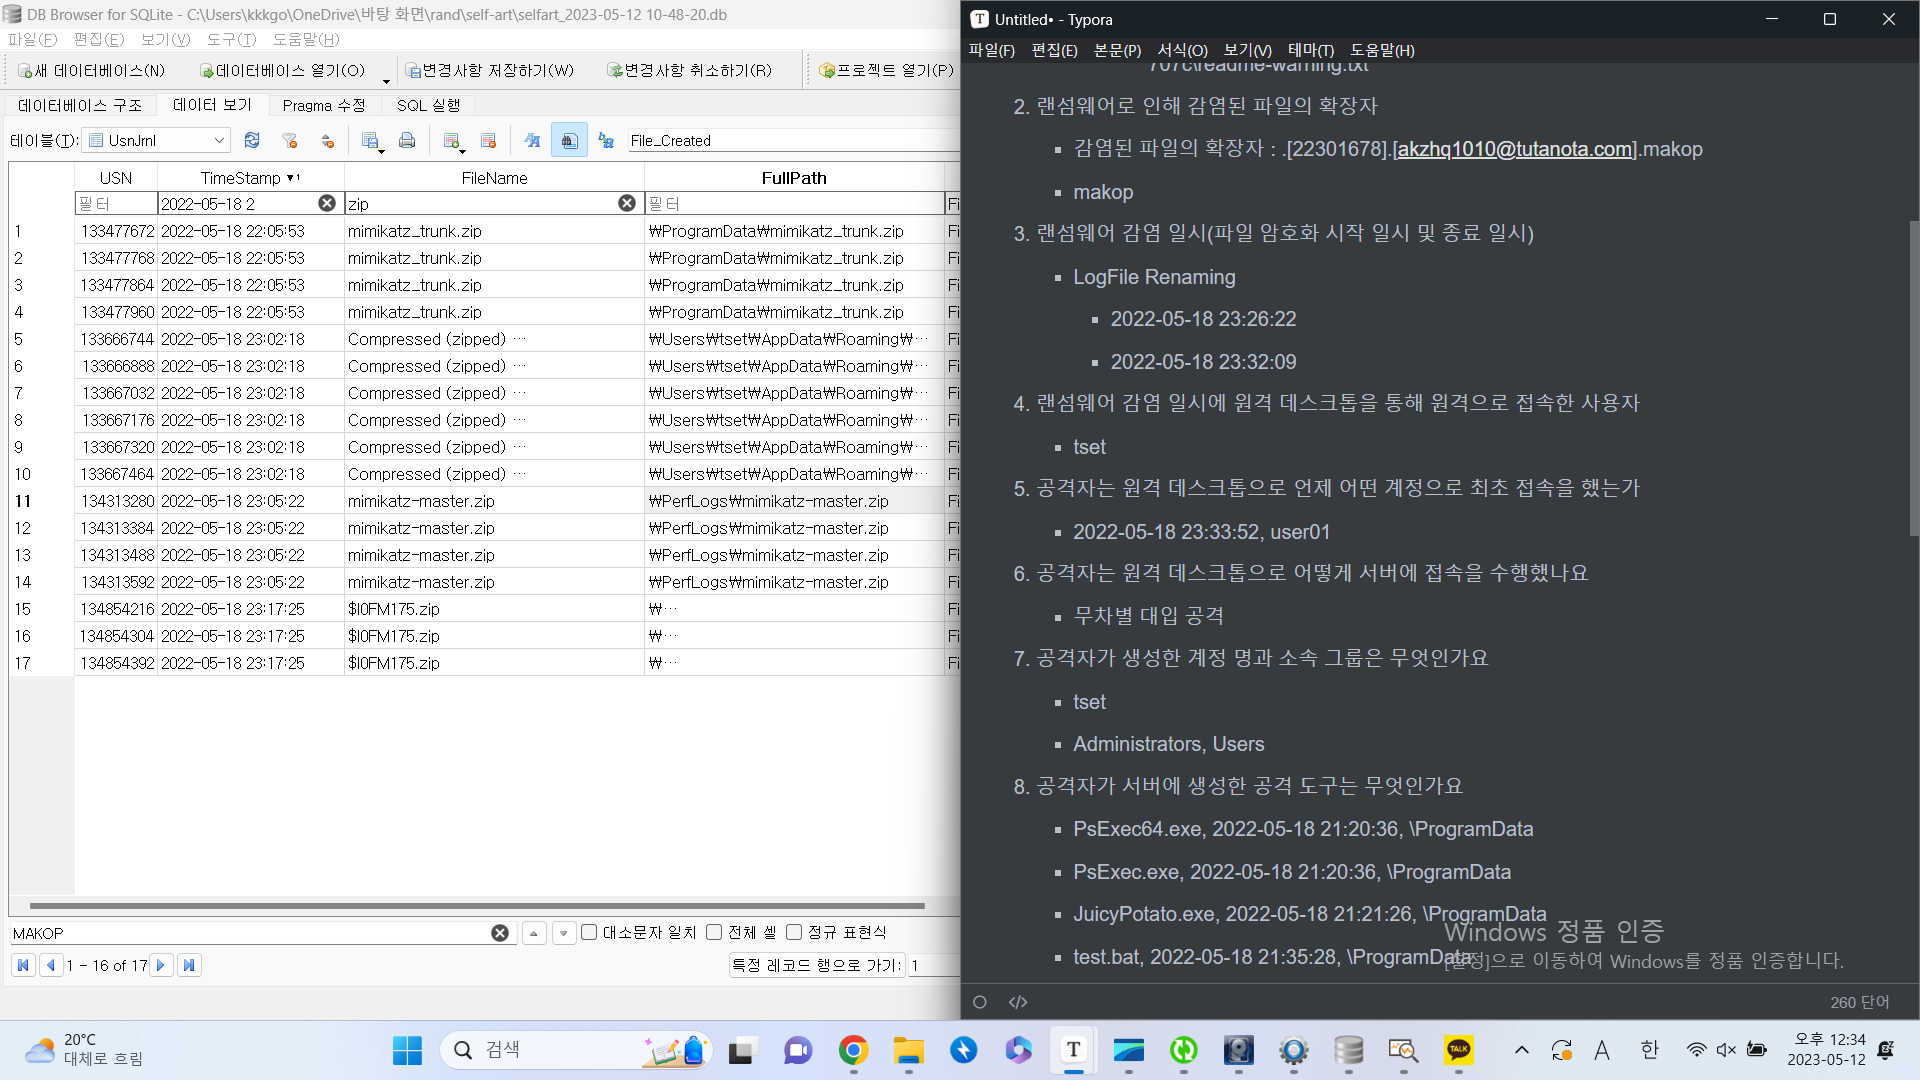 DB Browser for SQLite - C:\Users\kkkgo\OneDrive\바탕 화면\rand\self-art\selfart_2023-05-12 10-48-20.db
파일(F) 편집(E) 보기(V) 도구(T) 도움말(H)
새 데이터베이스(N) 데이터베이스 열기(O) 변경사항 저장하기(W) 변경사항 취소하기(R) 프로젝트 열기(P)
데이터베이스 구조 데이터 보기 Pragma 수정 SQL 실행
테이블(T): UsnJrnl File_Created
USN TimeStamp FileName FullPath
필터 2022-05-18 2 zip 필터 Fi
1 133477672 2022-05-18 22:05:53 mimikatz_trunk.zip ₩ProgramData₩mimikatz_trunk.zip Fi
2 133477768 2022-05-18 22:05:53 mimikatz_trunk.zip ₩ProgramData₩mimikatz_trunk.zip Fi
3 133477864 2022-05-18 22:05:53 mimikatz_trunk.zip ₩ProgramData₩mimikatz_trunk.zip Fi
4 133477960 2022-05-18 22:05:53 mimikatz_trunk.zip ₩ProgramData₩mimikatz_trunk.zip Fi
5 133666744 2022-05-18 23:02:18 Compressed (zipped) … ₩Users₩tset₩AppData₩Roaming₩… Fi
6 133666888 2022-05-18 23:02:18 Compressed (zipped) … ₩Users₩tset₩AppData₩Roaming₩… Fi
7 133667032 2022-05-18 23:02:18 Compressed (zipped) … ₩Users₩tset₩AppData₩Roaming₩… Fi
8 133667176 2022-05-18 23:02:18 Compressed (zipped) … ₩Users₩tset₩AppData₩Roaming₩… Fi
9 133667320 2022-05-18 23:02:18 Compressed (zipped) … ₩Users₩tset₩AppData₩Roaming₩… Fi
10 133667464 2022-05-18 23:02:18 Compressed (zipped) … ₩Users₩tset₩AppData₩Roaming₩… Fi
11 134313280 2022-05-18 23:05:22 mimikatz-master.zip ₩PerfLogs₩mimikatz-master.zip Fi
12 134313384 2022-05-18 23:05:22 mimikatz-master.zip ₩PerfLogs₩mimikatz-master.zip Fi
13 134313488 2022-05-18 23:05:22 mimikatz-master.zip ₩PerfLogs₩mimikatz-master.zip Fi
14 134313592 2022-05-18 23:05:22 mimikatz-master.zip ₩PerfLogs₩mimikatz-master.zip Fi
15 134854216 2022-05-18 23:17:25 $I0FM175.zip ₩… Fi
16 134854304 2022-05-18 23:17:25 $I0FM175.zip ₩… Fi
17 134854392 2022-05-18 23:17:25 $I0FM175.zip ₩… Fi
MAKOP 대소문자 일치 전체 셀 정규 표현식
1 - 16 of 17 특정 레코드 행으로 가기: 1
Untitled• - Typora
파일(F) 편집(E) 본문(P) 서식(O) 보기(V) 테마(T) 도움말(H)
707c\readme-warning.txt
2. 랜섬웨어로 인해 감염된 파일의 확장자
감염된 파일의 확장자 : .[22301678].[akzhq1010@tutanota.com].makop
makop
3. 랜섬웨어 감염 일시(파일 암호화 시작 일시 및 종료 일시)
LogFile Renaming
2022-05-18 23:26:22
2022-05-18 23:32:09
4. 랜섬웨어 감염 일시에 원격 데스크톱을 통해 원격으로 접속한 사용자
tset
5. 공격자는 원격 데스크톱으로 언제 어떤 계정으로 최초 접속을 했는가
2022-05-18 23:33:52, user01
6. 공격자는 원격 데스크톱으로 어떻게 서버에 접속을 수행했나요
무차별 대입 공격
7. 공격자가 생성한 계정 명과 소속 그룹은 무엇인가요
tset
Administrators, Users
8. 공격자가 서버에 생성한 공격 도구는 무엇인가요
PsExec64.exe, 2022-05-18 21:20:36, \ProgramData
PsExec.exe, 2022-05-18 21:20:36, \ProgramData
JuicyPotato.exe, 2022-05-18 21:21:26, \ProgramData
Windows 정품 인증
test.bat, 2022-05-18 21:35:28, \ProgramData
[설정]으로 이동하여 Windows를 정품 인증합니다.
260 단어
20°C
대체로 흐림
검색
T
TALK
A 한
오후 12:34
2023-05-12